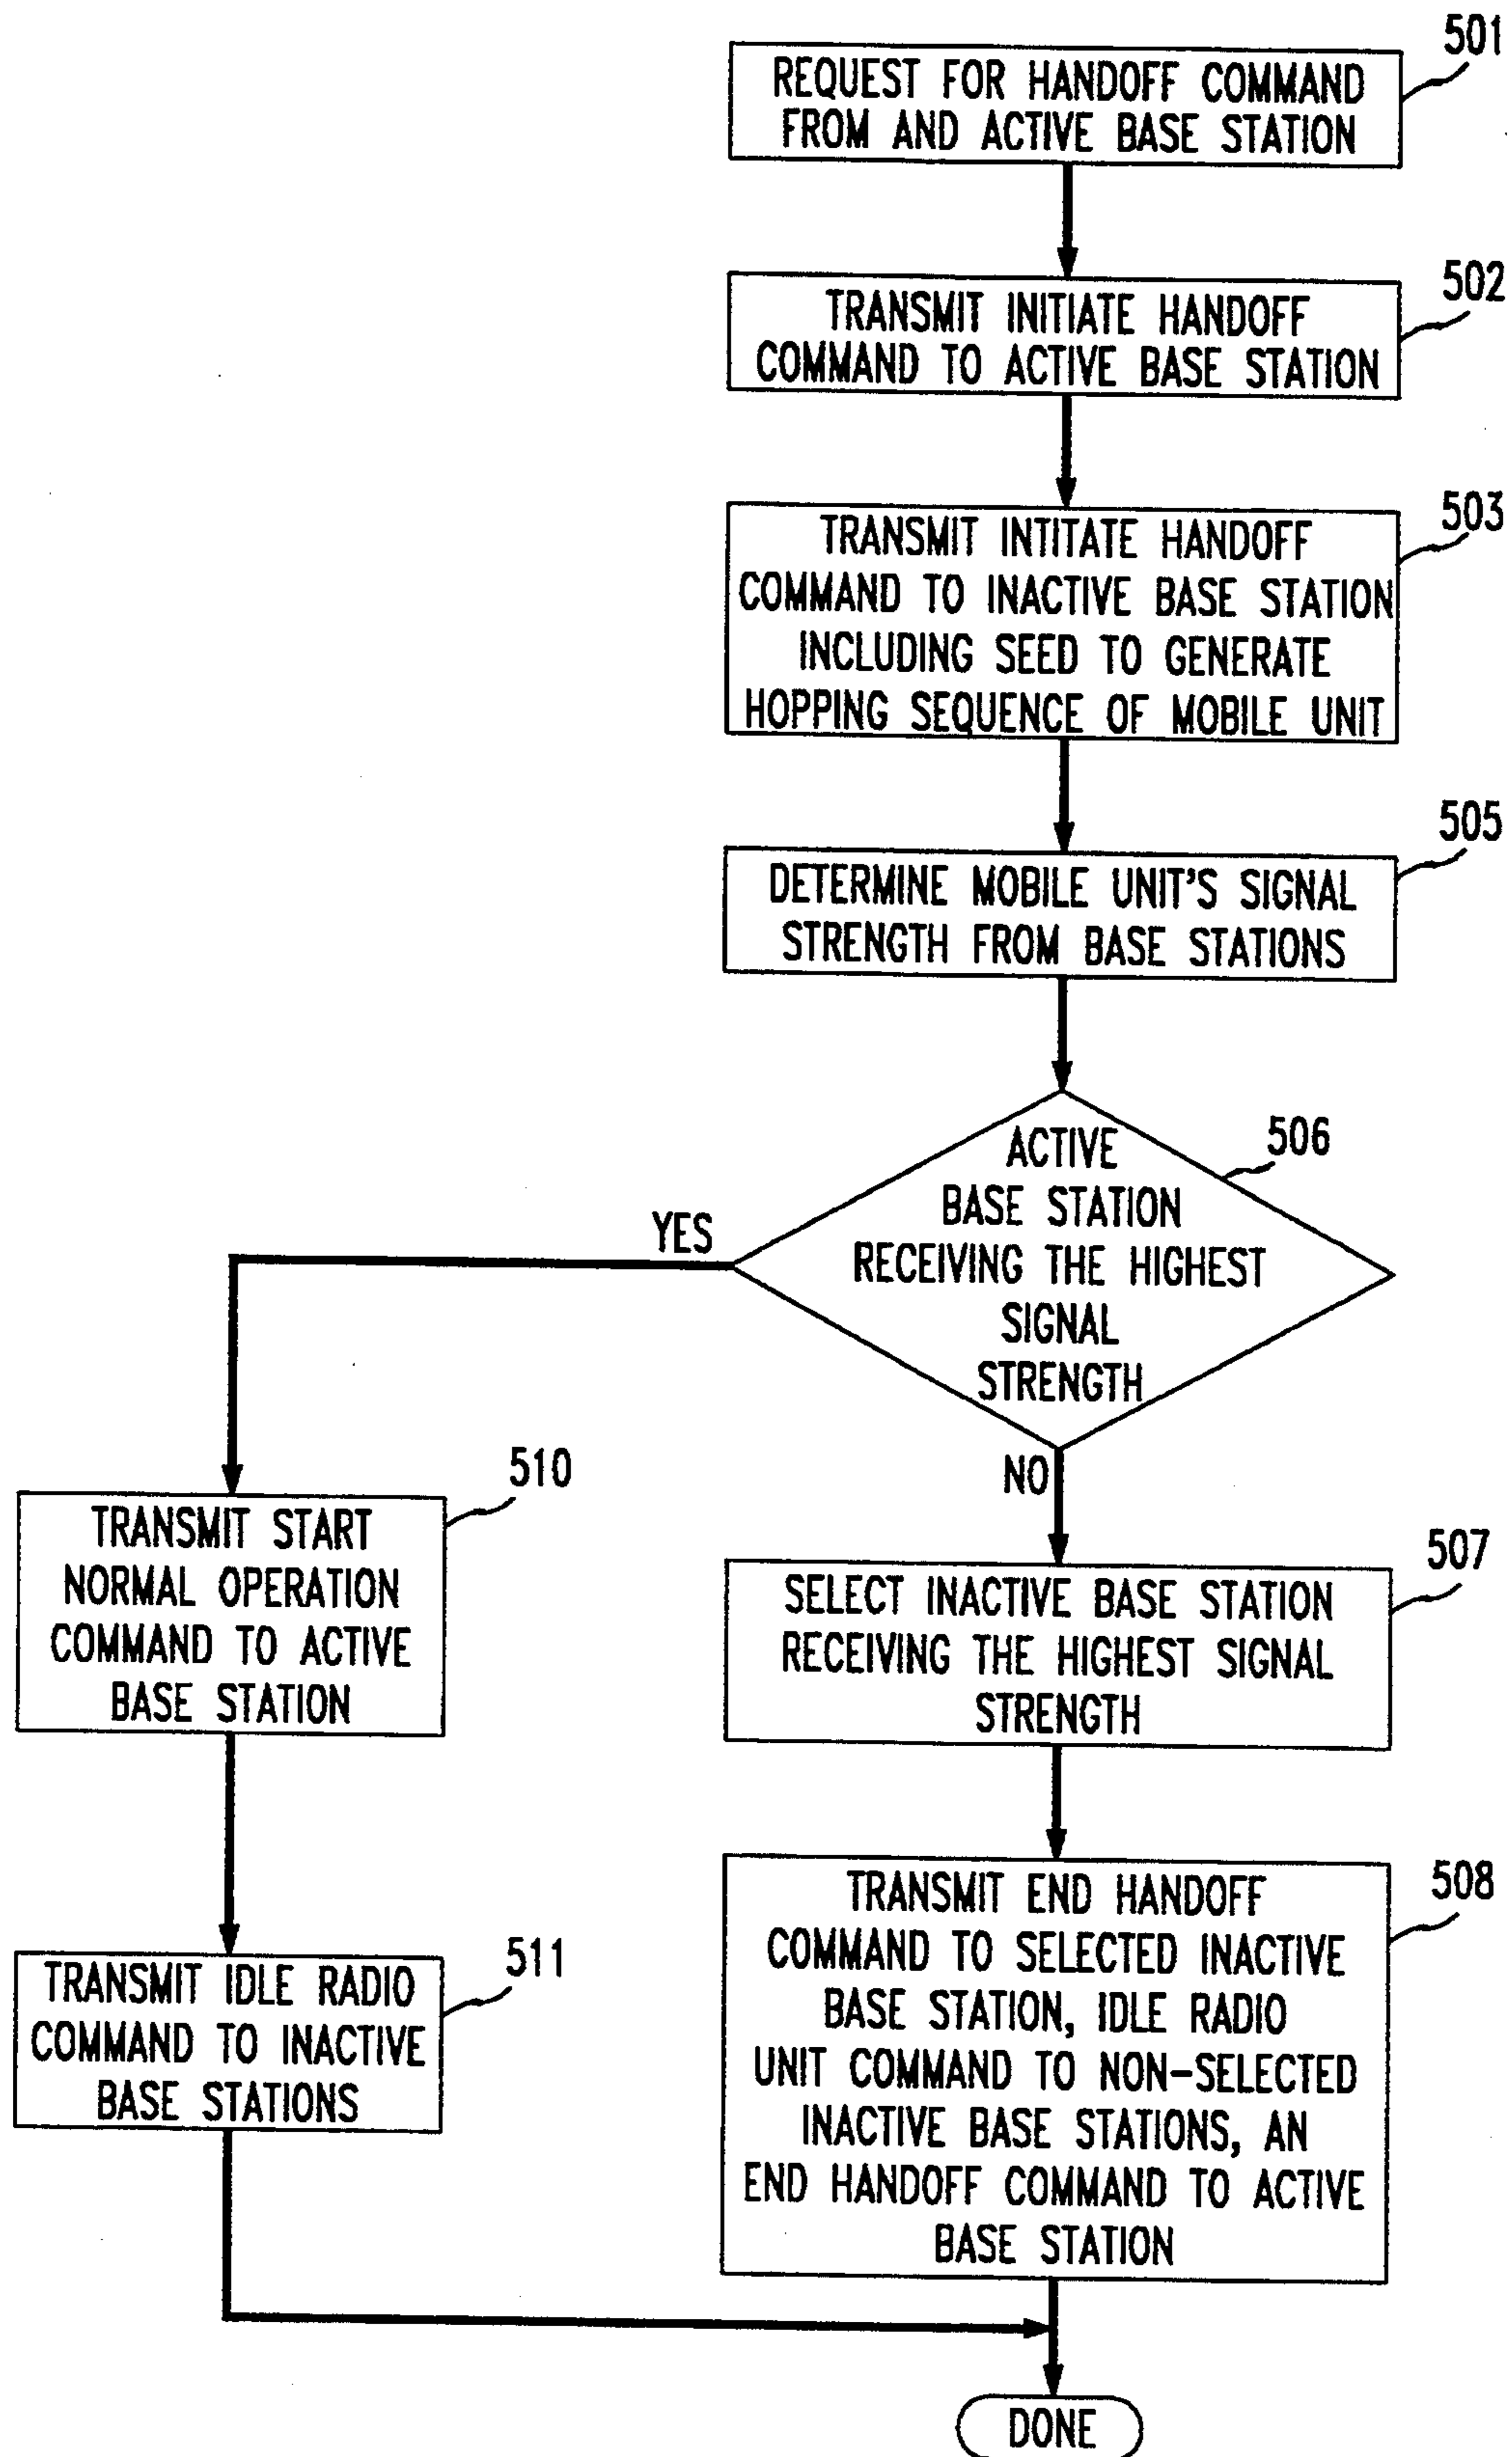 501
REQUEST FOR HANDOFF COMMAND
FROM AND ACTIVE BASE STATION
502
TRANSMIT INITIATE HANDOFF
COMMAND TO ACTIVE BASE STATION
503
TRANSMIT INTITATE HANDOFF
COMMAND TO INACTIVE BASE STATION
INCLUDING SEED TO GENERATE
HOPPING SEQUENCE OF MOBILE UNIT
505
DETERMINE MOBILE UNIT'S SIGNAL
STRENGTH FROM BASE STATIONS
506
ACTIVE
BASE STATION
RECEIVING THE HIGHEST
SIGNAL
STRENGTH
YES
NO
510
TRANSMIT START
NORMAL OPERATION
COMMAND TO ACTIVE
BASE STATION
511
TRANSMIT IDLE RADIO
COMMAND TO INACTIVE
BASE STATIONS
507
SELECT INACTIVE BASE STATION
RECEIVING THE HIGHEST SIGNAL
STRENGTH
508
TRANSMIT END HANDOFF
COMMAND TO SELECTED INACTIVE
BASE STATION, IDLE RADIO
UNIT COMMAND TO NON-SELECTED
INACTIVE BASE STATIONS, AN
END HANDOFF COMMAND TO ACTIVE
BASE STATION
DONE